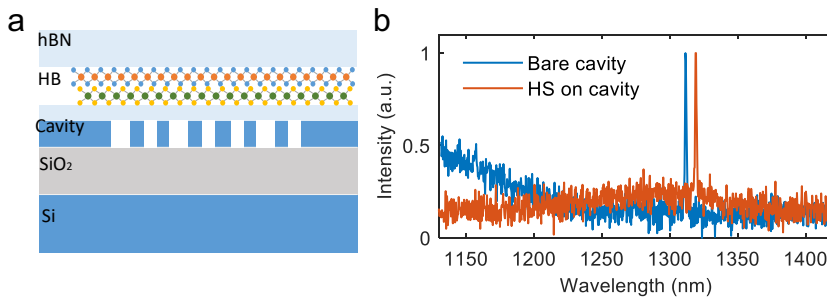 a
hBN
HB
Cavity
SiO₂
Si
b
Bare cavity
HS on cavity
1
0.5
0
Intensity (a.u.)
1150 1200 1250 1300 1350 1400
Wavelength (nm)